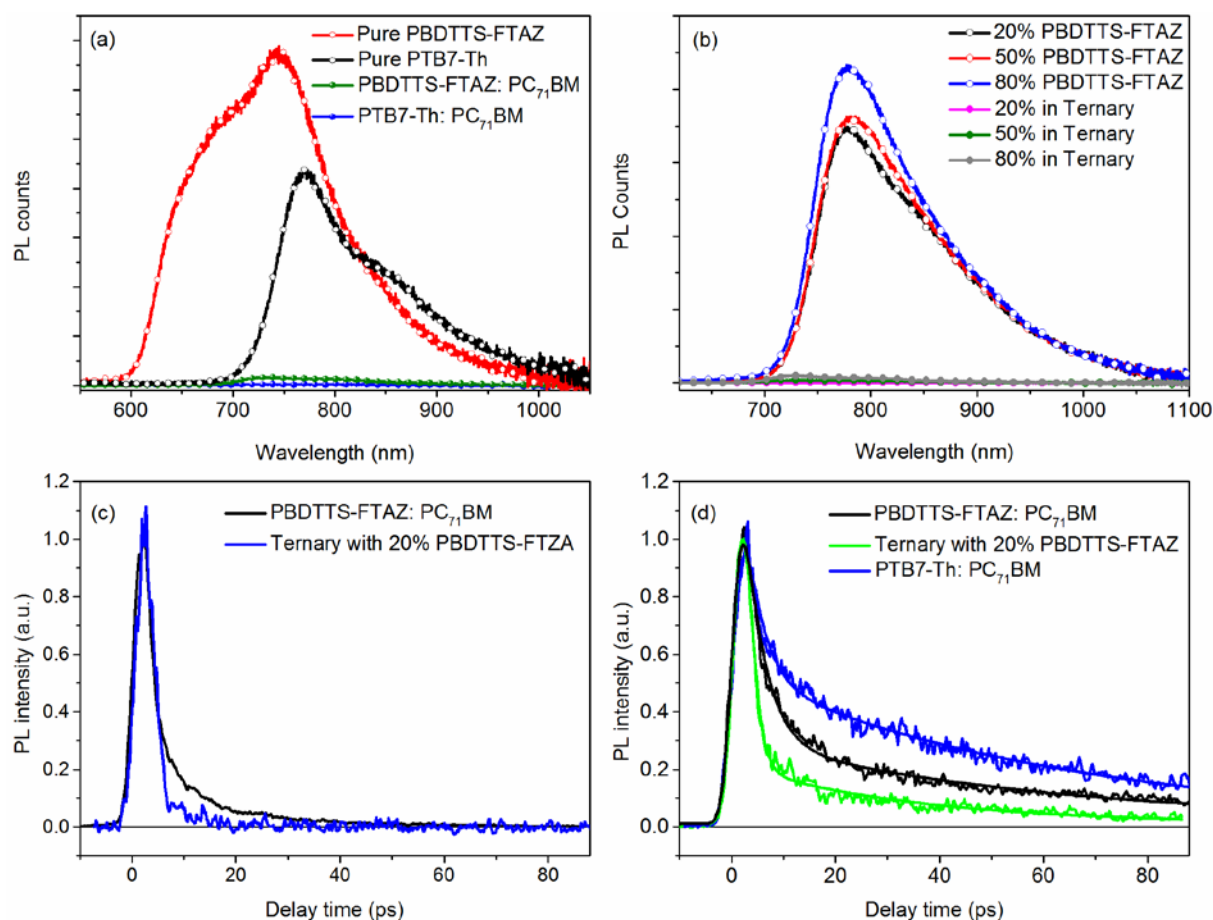 (a)
Pure PBDTTS-FTAZ
Pure PTB7-Th
PBDTTS-FTAZ: PC₇₁BM
PTB7-Th: PC₇₁BM
PL counts
600 700 800 900 1000
Wavelength (nm)
(b)
20% PBDTTS-FTAZ
50% PBDTTS-FTAZ
80% PBDTTS-FTAZ
20% in Ternary
50% in Ternary
80% in Ternary
PL Counts
700 800 900 1000 1100
Wavelength (nm)
(c)
PBDTTS-FTAZ: PC₇₁BM
Ternary with 20% PBDTTS-FTZA
PL intensity (a.u.)
1.2
1.0
0.8
0.6
0.4
0.2
0.0
0 20 40 60 80
Delay time (ps)
(d)
PBDTTS-FTAZ: PC₇₁BM
Ternary with 20% PBDTTS-FTAZ
PTB7-Th: PC₇₁BM
PL intensity (a.u.)
1.2
1.0
0.8
0.6
0.4
0.2
0.0
0 20 40 60 80
Delay time (ps)